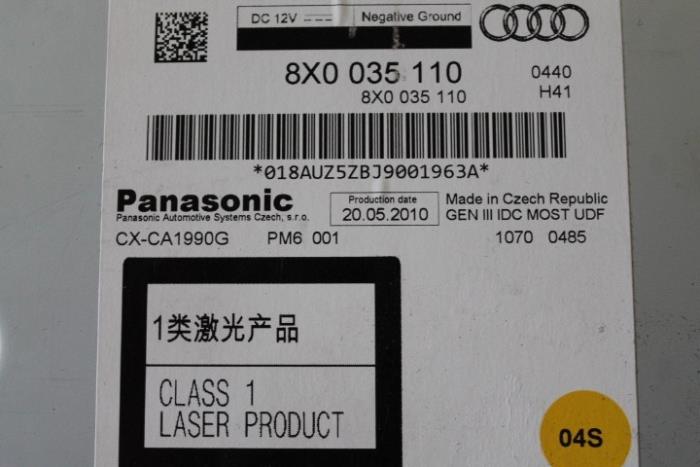 DC 12V Negative Ground
8X0 035 110 0440
8X0 035 110 H41
*018AUZ5ZBJ9001963A*
Panasonic Production date Made in Czech Republic
Panasonic Automotive Systems Czech, s.r.o. 20.05.2010 GEN III IDC MOST UDF
CX-CA1990G PM6 001 1070 0485
1类激光产品
CLASS 1
LASER PRODUCT
04S